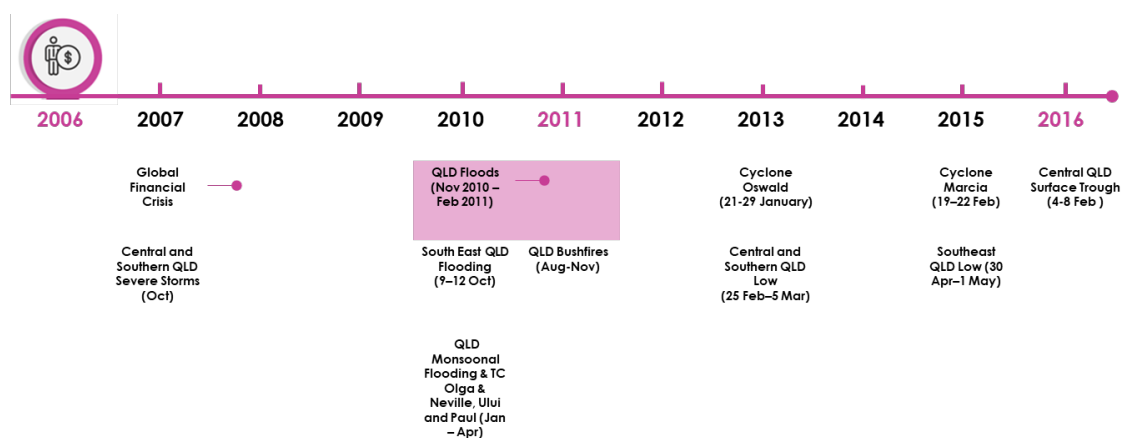 $
2006 2007 2008 2009 2010 2011 2012 2013 2014 2015 2016
Global
Financial
Crisis
Central and
Southern QLD
Severe Storms
(Oct)
QLD Floods
(Nov 2010 –
Feb 2011)
South East QLD
Flooding
(9–12 Oct)
QLD
Monsoonal
Flooding & TC
Olga &
Neville, Ului
and Paul (Jan
– Apr)
QLD Bushfires
(Aug-Nov)
Cyclone
Oswald
(21-29 January)
Central and
Southern QLD
Low
(25 Feb–5 Mar)
Cyclone
Marcia
(19–22 Feb)
Southeast
QLD Low (30
Apr–1 May)
Central QLD
Surface Trough
(4-8 Feb )